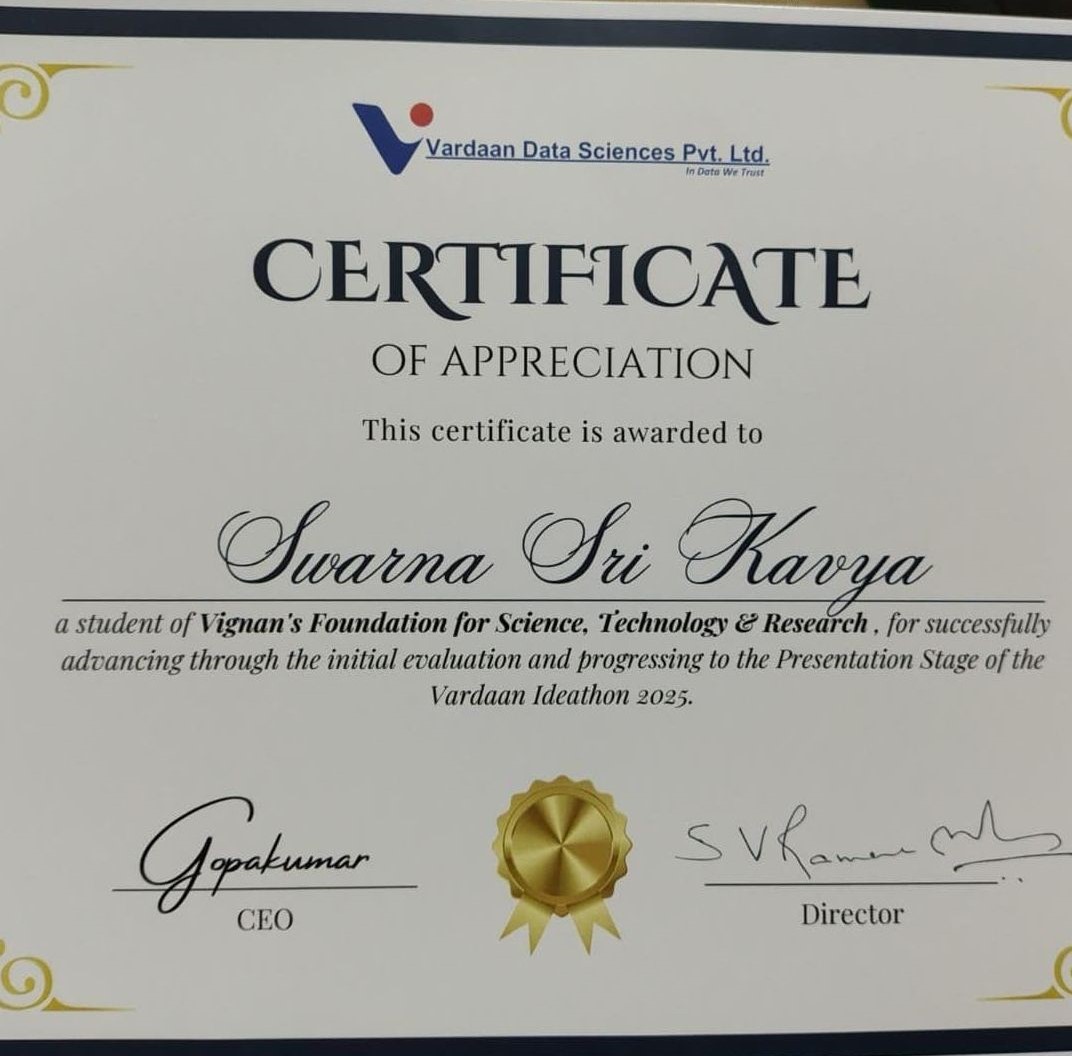 Vardaan Data Sciences Pvt. Ltd.
In Data We Trust
CERTIFICATE
OF APPRECIATION
This certificate is awarded to
Swarna Sri Kavya
a student of Vignan's Foundation for Science, Technology & Research , for successfully
advancing through the initial evaluation and progressing to the Presentation Stage of the
Vardaan Ideathon 2025.
Gopakumar
S V Raman
CEO
Director